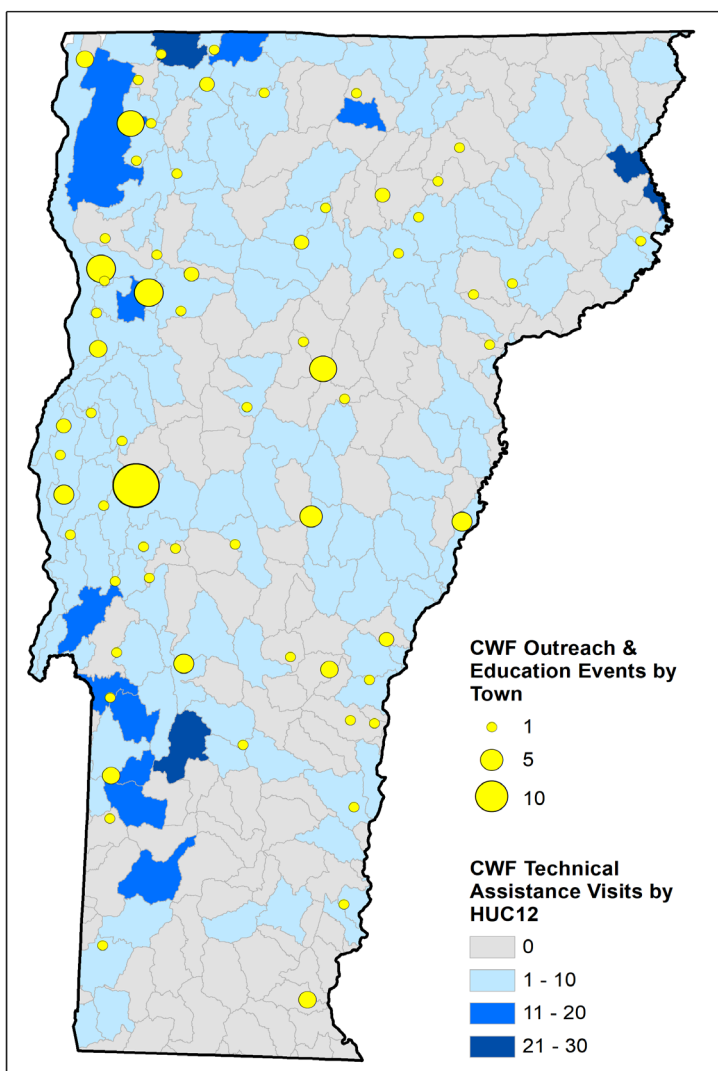 CWF Outreach &
Education Events by
Town
1
5
10
CWF Technical
Assistance Visits by
HUC12
0
1 - 10
11 - 20
21 - 30